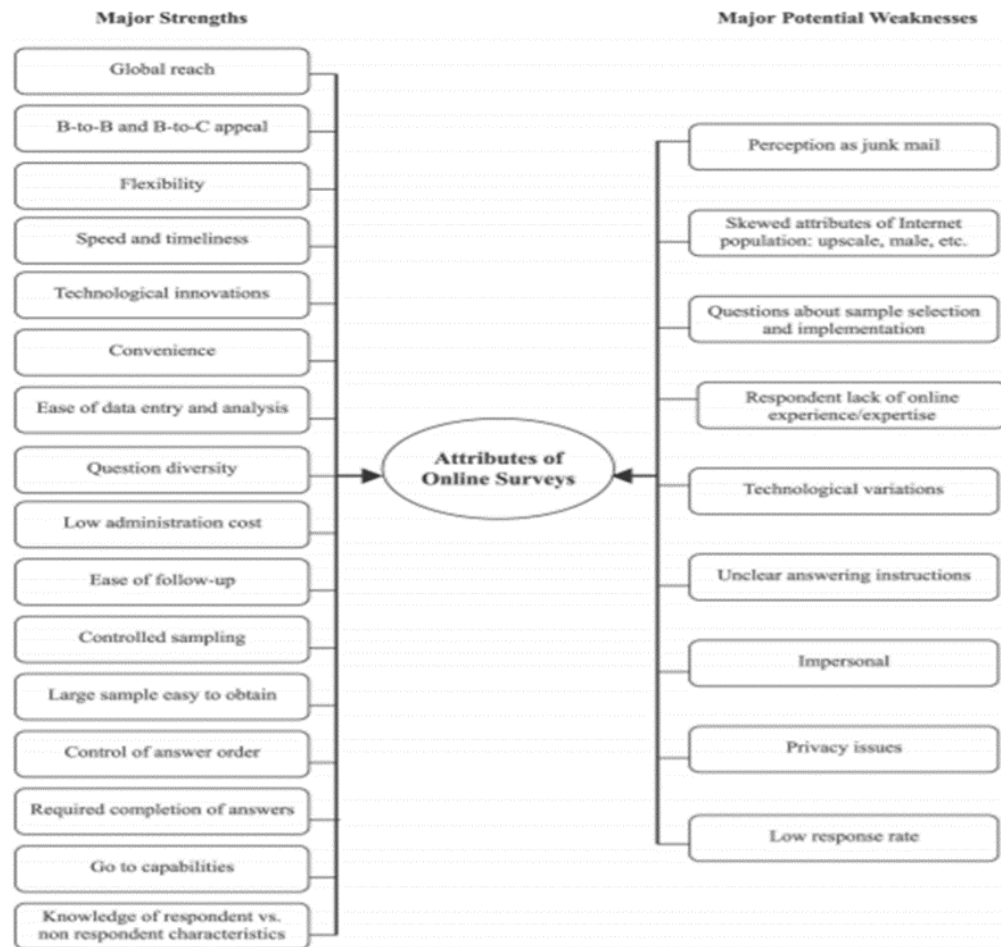 Major Strengths
Global reach
B-to-B and B-to-C appeal
Flexibility
Speed and timeliness
Technological innovations
Convenience
Ease of data entry and analysis
Question diversity
Low administration cost
Ease of follow-up
Controlled sampling
Large sample easy to obtain
Control of answer order
Required completion of answers
Go to capabilities
Knowledge of respondent vs.
non respondent characteristics
Attributes of
Online Surveys
Major Potential Weaknesses
Perception as junk mail
Skewed attributes of Internet
population: upscale, male, etc.
Questions about sample selection
and implementation
Respondent lack of online
experience/expertise
Technological variations
Unclear answering instructions
Impersonal
Privacy issues
Low response rate